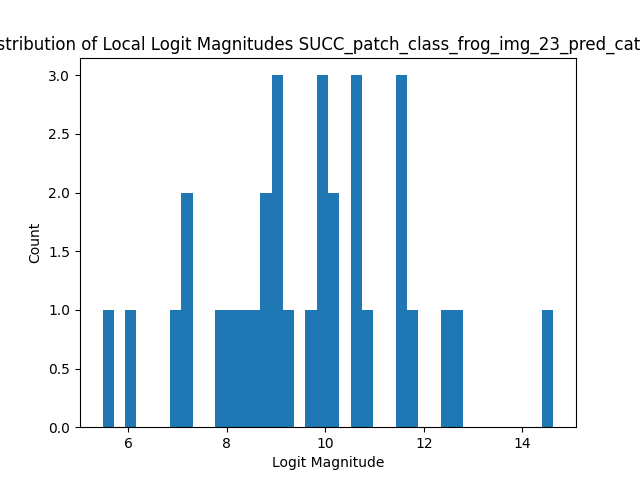 stribution of Local Logit Magnitudes SUCC_patch_class_frog_img_23_pred_cat
3.0
2.5
2.0
1.5
1.0
0.5
0.0
Count
6 8 10 12 14
Logit Magnitude